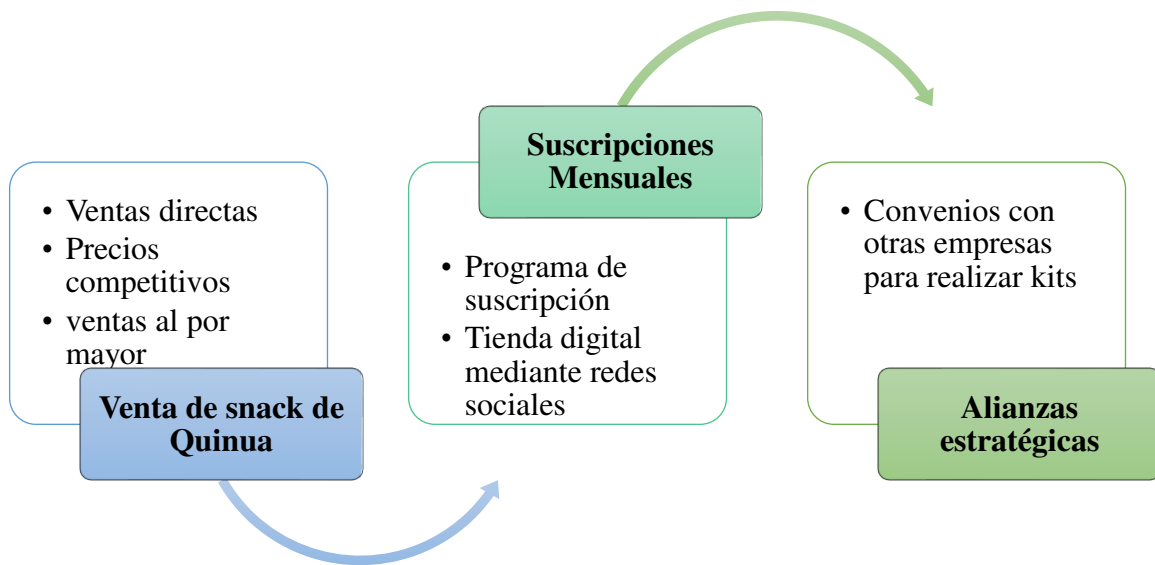 • Ventas directas
• Precios
competitivos
• ventas al por
mayor
Venta de snack de
Quinua
Suscripciones
Mensuales
• Programa de
suscripción
• Tienda digital
mediante redes
sociales
• Convenios con
otras empresas
para realizar kits
Alianzas
estratégicas